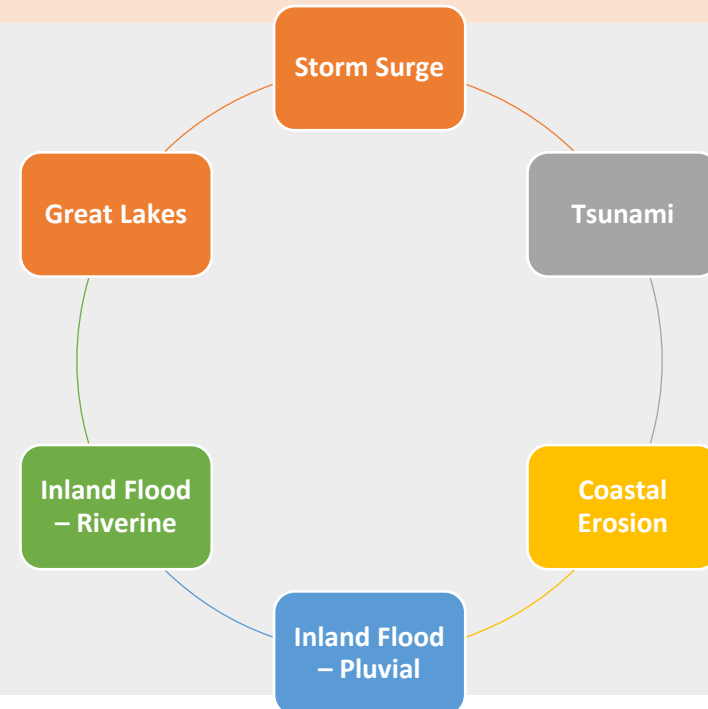 Storm Surge
Great Lakes
Tsunami
Inland Flood
– Riverine
Coastal
Erosion
Inland Flood
– Pluvial